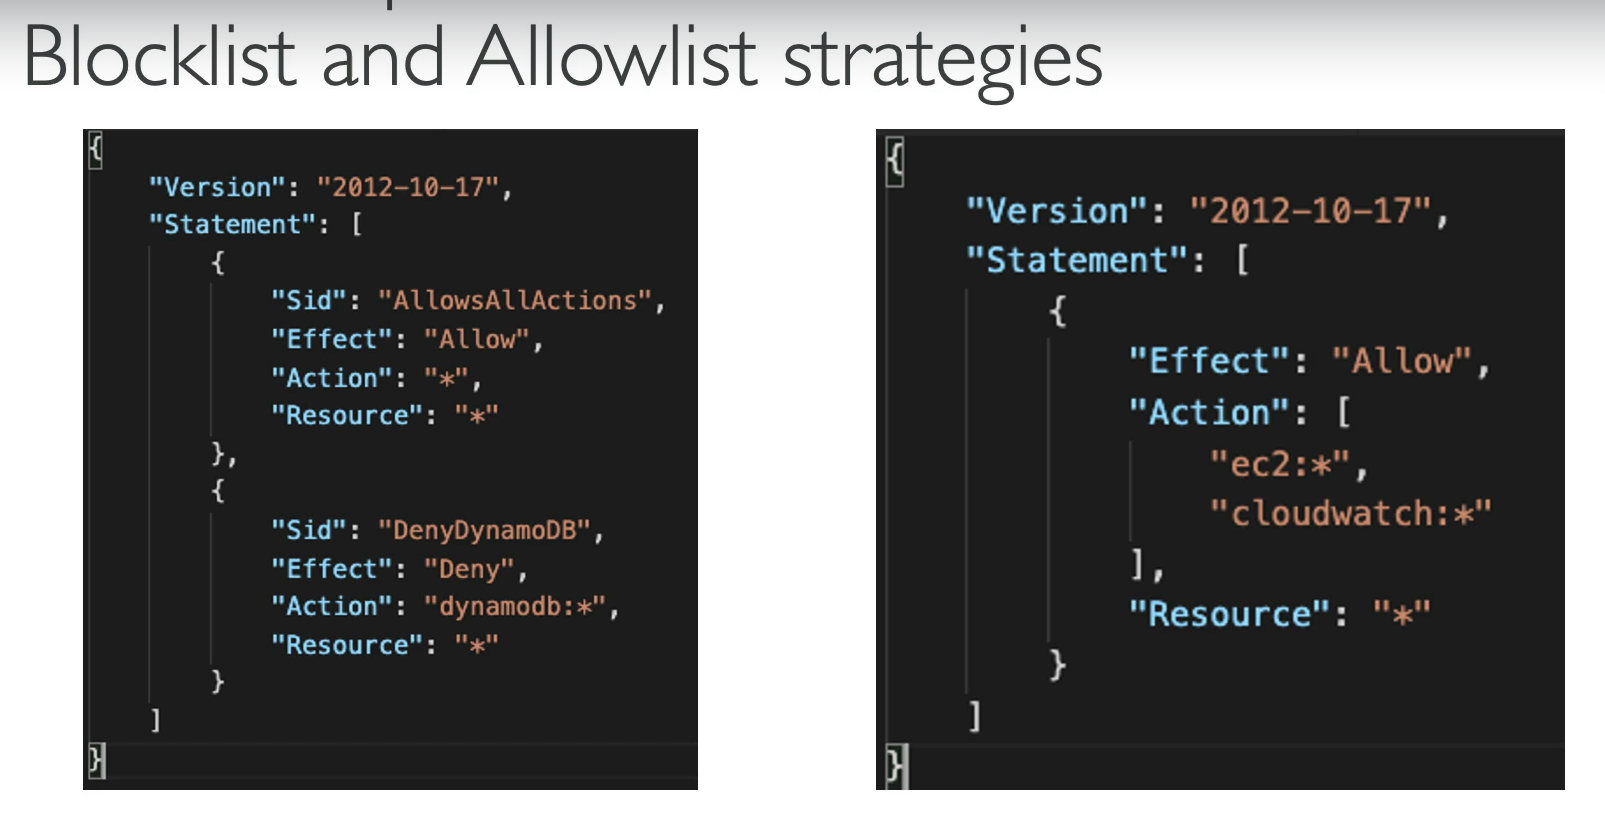 Blocklist and Allowlist strategies
{
"Version": "2012-10-17",
"Statement": [
{
"Sid": "AllowsAllActions",
"Effect": "Allow",
"Action": "*",
"Resource": "*"
},
{
"Sid": "DenyDynamoDB",
"Effect": "Deny",
"Action": "dynamodb:*",
"Resource": "*"
}
]
}
{
"Version": "2012-10-17",
"Statement": [
{
"Effect": "Allow",
"Action": [
"ec2:*",
"cloudwatch:*"
],
"Resource": "*"
}
]
}